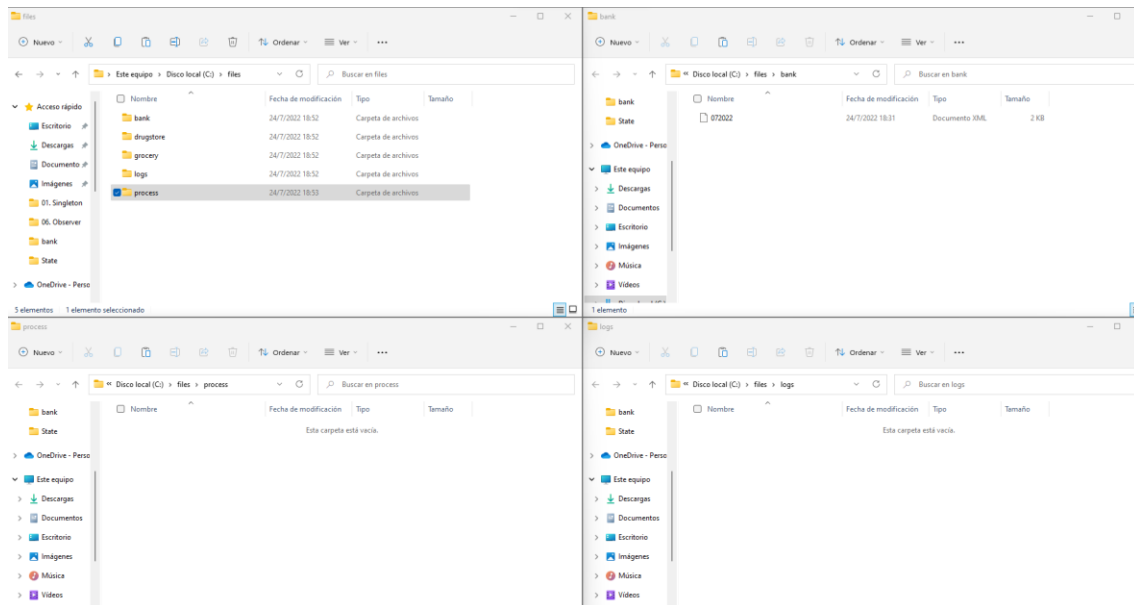 files
Nuevo
Ordenar
Ver
Este equipo > Disco local (C:) > files
Buscar en files
Acceso rápido
Escritorio
Descargas
Documento
Imágenes
01. Singleton
06. Observer
bank
State
OneDrive - Perso
Nombre Fecha de modificación Tipo Tamaño
bank 24/7/2022 18:52 Carpeta de archivos
drugstore 24/7/2022 18:52 Carpeta de archivos
grocery 24/7/2022 18:52 Carpeta de archivos
logs 24/7/2022 18:52 Carpeta de archivos
process 24/7/2022 18:53 Carpeta de archivos
5 elementos 1 elemento seleccionado
bank
Nuevo
Ordenar
Ver
« Disco local (C:) > files > bank
Buscar en bank
bank
State
OneDrive - Perso
Este equipo
Descargas
Documentos
Escritorio
Imágenes
Música
Vídeos
Nombre Fecha de modificación Tipo Tamaño
072022 24/7/2022 18:31 Documento XML 2 KB
1 elemento
process
Nuevo
Ordenar
Ver
« Disco local (C:) > files > process
Buscar en process
bank
State
OneDrive - Perso
Este equipo
Descargas
Documentos
Escritorio
Imágenes
Música
Vídeos
Nombre Fecha de modificación Tipo Tamaño
Esta carpeta está vacía.
logs
Nuevo
Ordenar
Ver
« Disco local (C:) > files > logs
Buscar en logs
bank
State
OneDrive - Perso
Este equipo
Descargas
Documentos
Escritorio
Imágenes
Música
Vídeos
Nombre Fecha de modificación Tipo Tamaño
Esta carpeta está vacía.